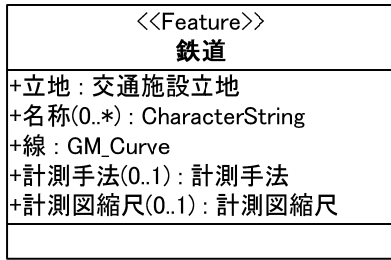 <<Feature>>
鉄道
+立地 : 交通施設立地
+名称(0..*) : CharacterString
+線 : GM_Curve
+計測手法(0..1) : 計測手法
+計測図縮尺(0..1) : 計測図縮尺